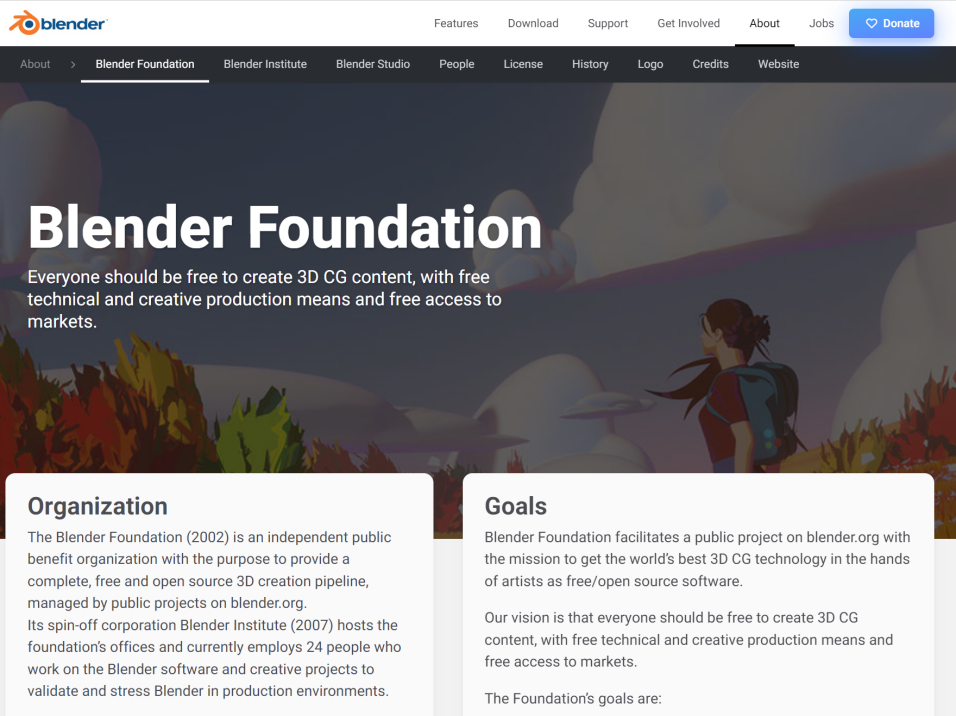 blender
Features Download Support Get Involved About Jobs Donate
About > Blender Foundation Blender Institute Blender Studio People License History Logo Credits Website
Blender Foundation
Everyone should be free to create 3D CG content, with free
technical and creative production means and free access to
markets.
Organization
The Blender Foundation (2002) is an independent public
benefit organization with the purpose to provide a
complete, free and open source 3D creation pipeline,
managed by public projects on blender.org.
Its spin-off corporation Blender Institute (2007) hosts the
foundation's offices and currently employs 24 people who
work on the Blender software and creative projects to
validate and stress Blender in production environments.
Goals
Blender Foundation facilitates a public project on blender.org with
the mission to get the world's best 3D CG technology in the hands
of artists as free/open source software.
Our vision is that everyone should be free to create 3D CG
content, with free technical and creative production means and
free access to markets.
The Foundation's goals are: